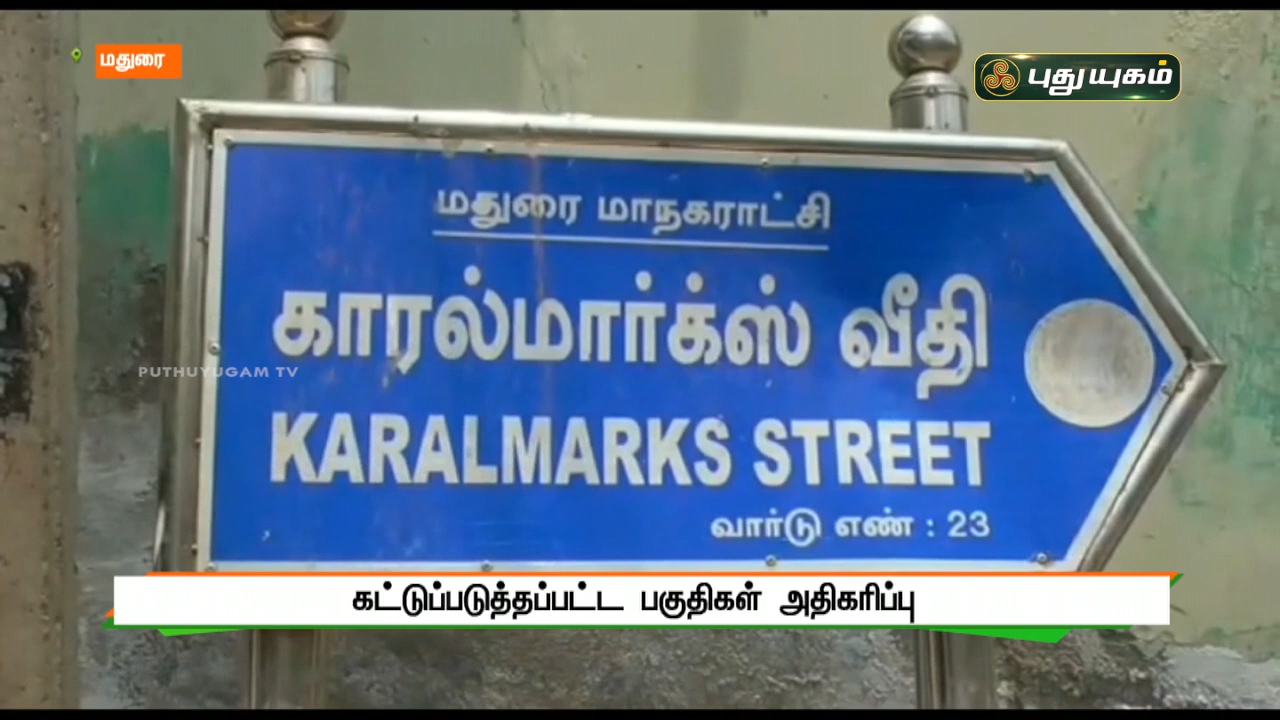 மதுரை
புதுயுகம்
மதுரை மாநகராட்சி
காரல்மார்க்ஸ் வீதி
PUTHUYUGAM TV
KARALMARKS STREET
வார்டு எண் : 23
கட்டுப்படுத்தப்பட்ட பகுதிகள் அதிகரிப்பு